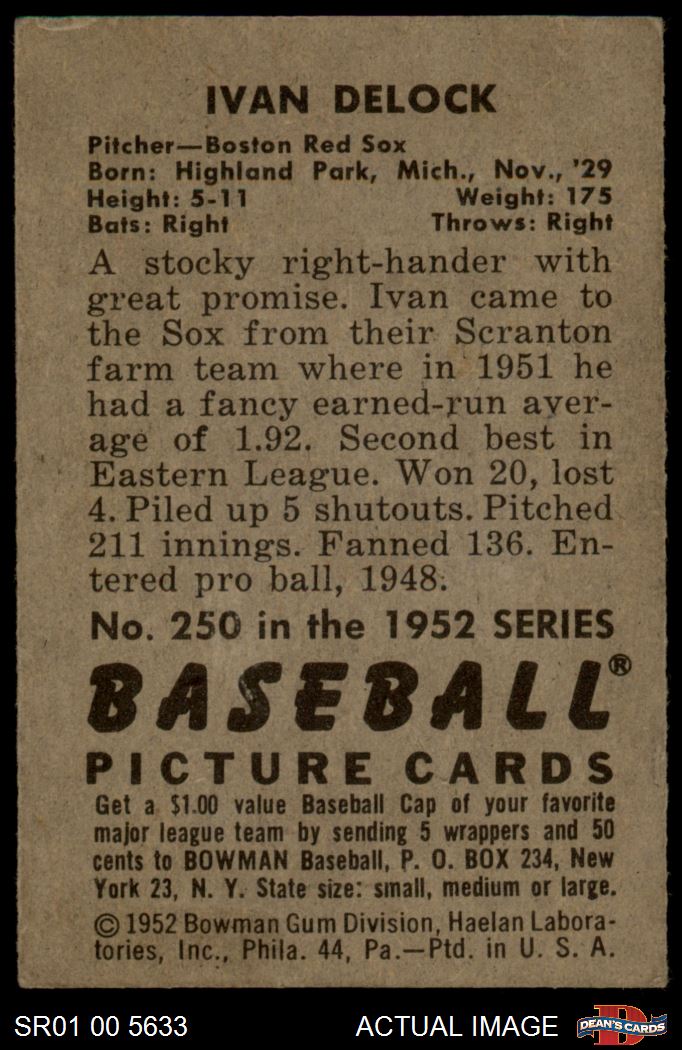 IVAN DELOCK
Pitcher—Boston Red Sox
Born: Highland Park, Mich., Nov., '29
Height: 5-11 Weight: 175
Bats: Right Throws: Right
A stocky right-hander with
great promise. Ivan came to
the Sox from their Scranton
farm team where in 1951 he
had a fancy earned-run aver-
age of 1.92. Second best in
Eastern League. Won 20, lost
4. Piled up 5 shutouts. Pitched
211 innings. Fanned 136. En-
tered pro ball, 1948.
No. 250 in the 1952 SERIES
BASEBALL®
PICTURE CARDS
Get a $1.00 value Baseball Cap of your favorite
major league team by sending 5 wrappers and 50
cents to BOWMAN Baseball, P. O. BOX 234, New
York 23, N. Y. State size: small, medium or large.
© 1952 Bowman Gum Division, Haelan Labora-
tories, Inc., Phila. 44, Pa.—Ptd. in U. S. A.
SR01 00 5633 ACTUAL IMAGE D DEAN'S CARDS